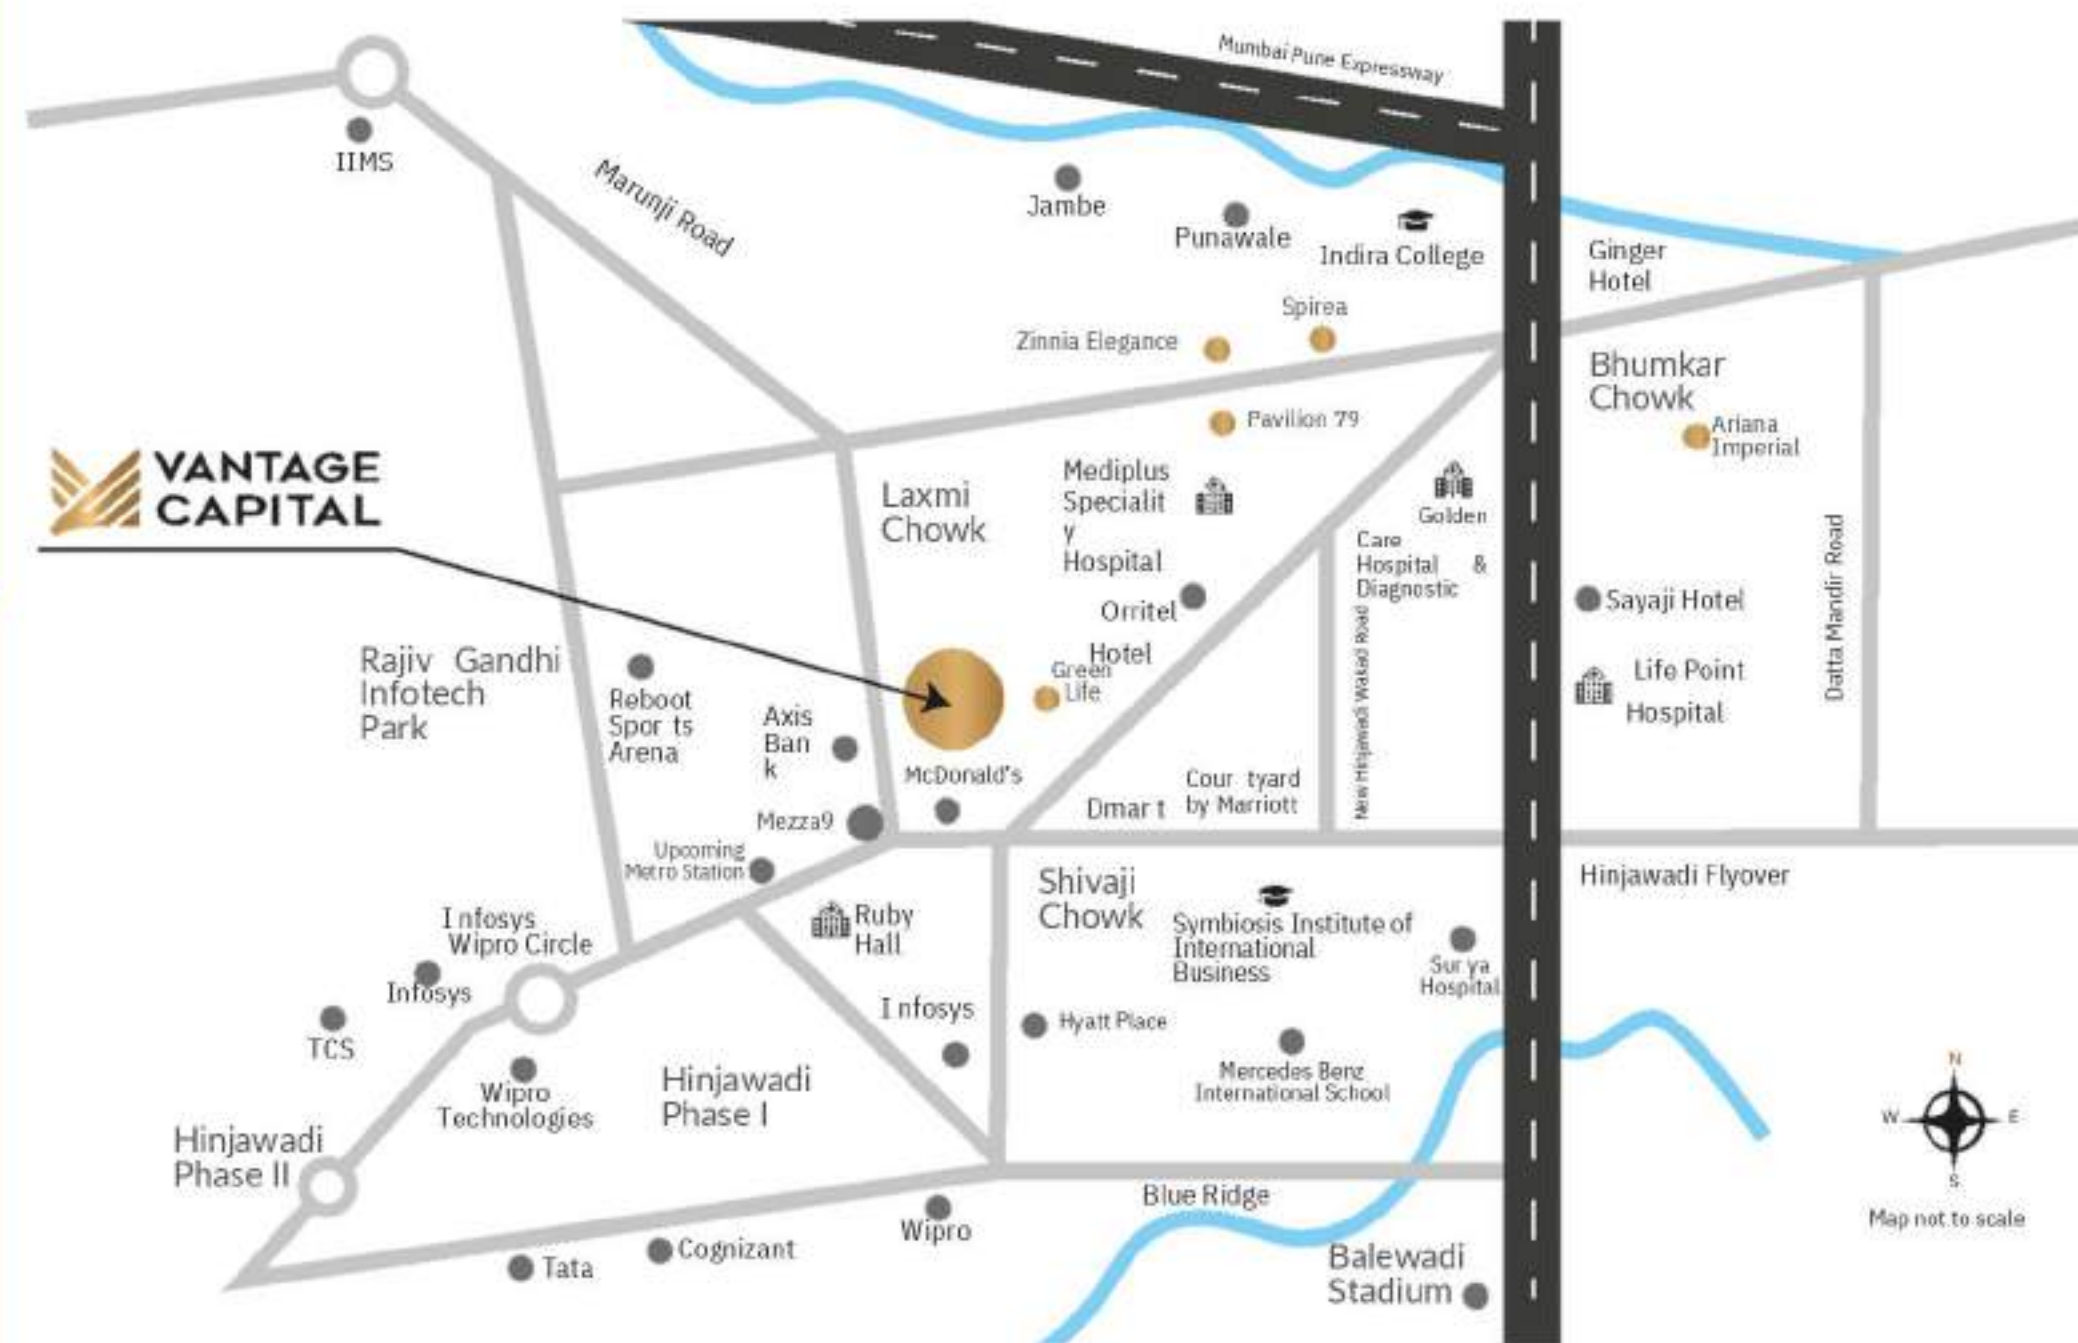 Mumbai Pune Expressway
IIMS
Marunji Road
Jambe
Punawale
Indira College
Ginger
Hotel
Spirea
Zinnia Elegance
Bhumkar
Chowk
Pavilion 79
Ariana
Imperial
VANTAGE
CAPITAL
Laxmi
Chowk
Mediplus
Specialit
y
Hospital
Golden
Care
Hospital &
Diagnostic
Orritel
Hotel
Sayaji Hotel
Datta Mandir Road
New Hinjawadi Wakad Road
Rajiv Gandhi
Infotech
Park
Reboot
Spor ts
Arena
Green
Life
Life Point
Hospital
Axis
Ban
k
McDonald's
Dmar t
Cour tyard
by Marriott
Mezza9
Upcoming
Metro Station
Shivaji
Chowk
Hinjawadi Flyover
I nfosys
Wipro Circle
Ruby
Hall
Symbiosis Institute of
International
Business
Sur ya
Hospital
Infosys
I nfosys
Hyatt Place
TCS
Wipro
Technologies
Hinjawadi
Phase I
Mercedes Benz
International School
N
W
E
S
Hinjawadi
Phase II
Blue Ridge
Map not to scale
Wipro
Cognizant
Tata
Balewadi
Stadium